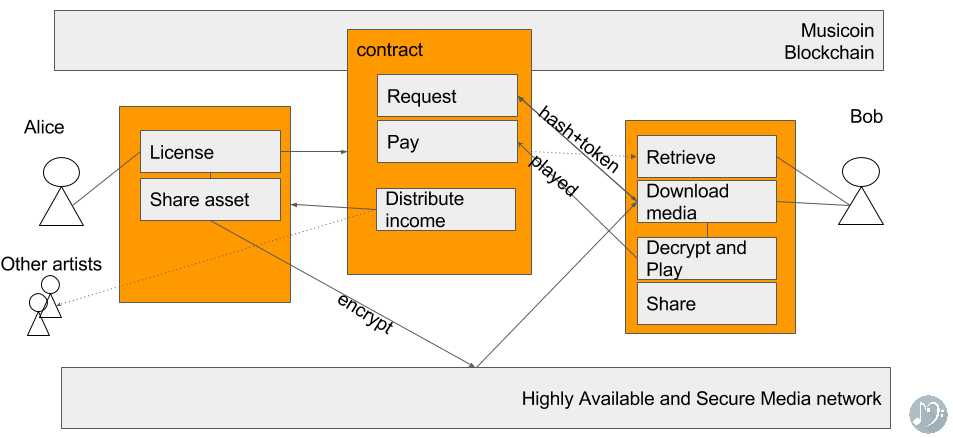 Musicoin
Blockchain
contract
Request
Pay
Distribute
income
Alice
License
Share asset
Other artists
encrypt
hash+token
played
Bob
Retrieve
Download
media
Decrypt and
Play
Share
Highly Available and Secure Media network